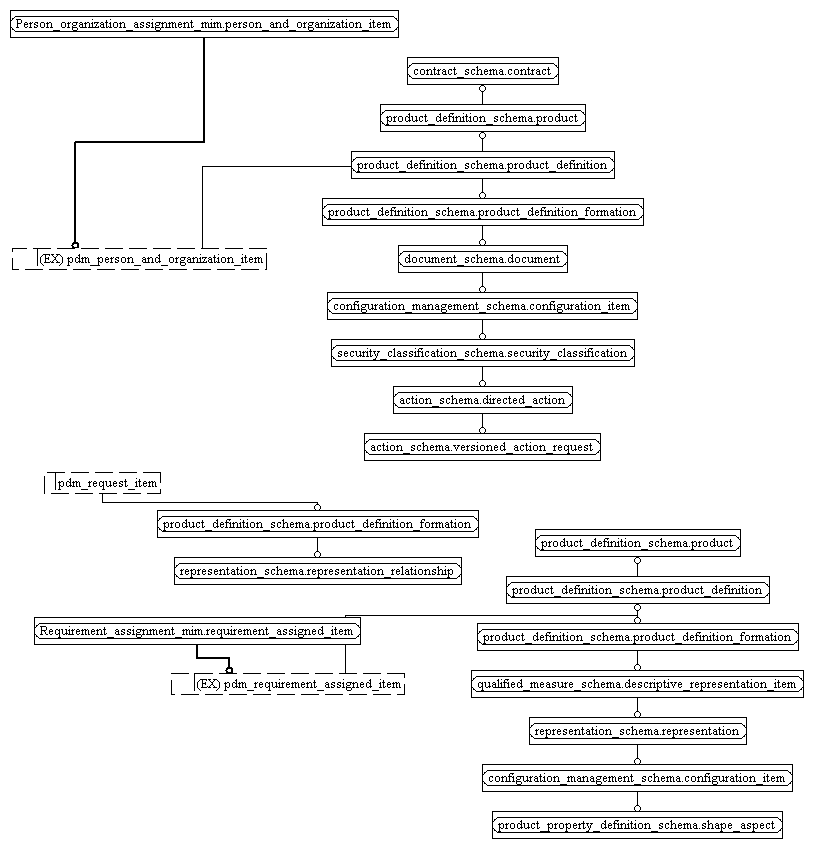 Person_organization_assignment_mim.person_and_organization_item
contract_schema.contract
product_definition_schema.product
product_definition_schema.product_definition
product_definition_schema.product_definition_formation
(EX) pdm_person_and_organization_item
document_schema.document
configuration_management_schema.configuration_item
security_classification_schema.security_classification
action_schema.directed_action
action_schema.versioned_action_request
pdm_request_item
product_definition_schema.product_definition_formation
product_definition_schema.product
representation_schema.representation_relationship
product_definition_schema.product_definition
Requirement_assignment_mim.requirement_assigned_item
product_definition_schema.product_definition_formation
(EX) pdm_requirement_assigned_item
qualified_measure_schema.descriptive_representation_item
representation_schema.representation
configuration_management_schema.configuration_item
product_property_definition_schema.shape_aspect